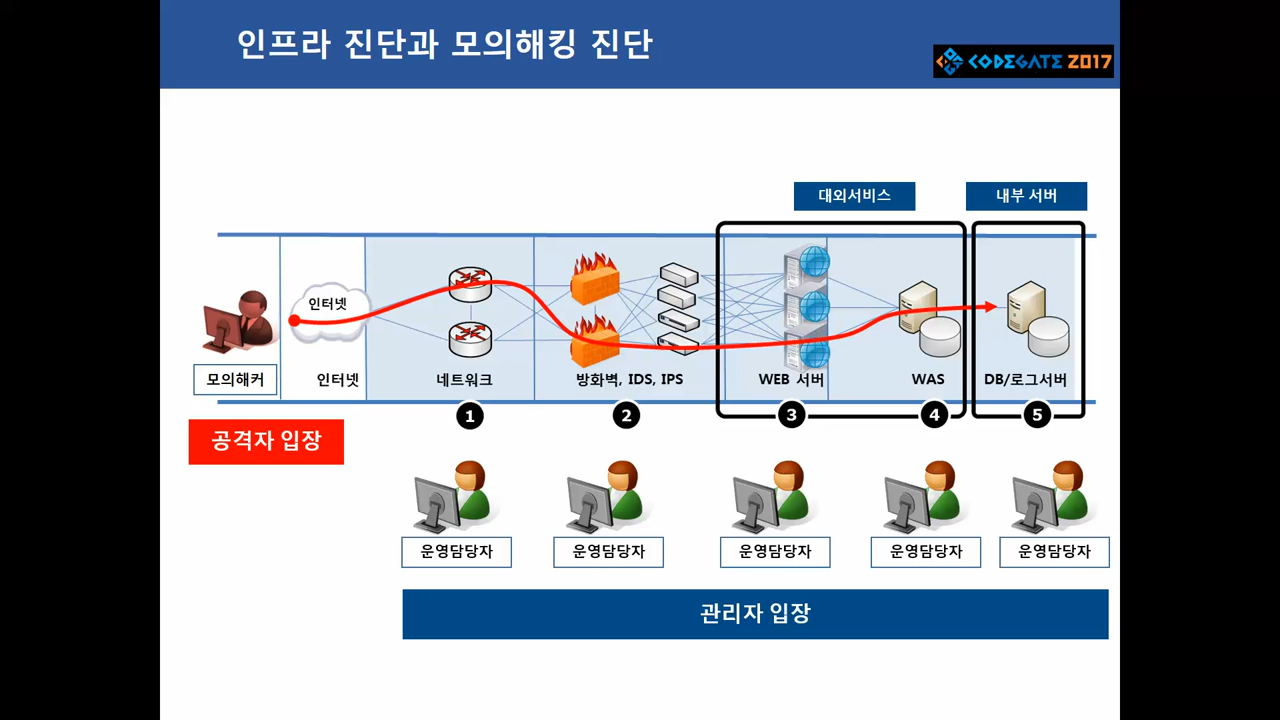 인프라 진단과 모의해킹 진단
CODEGATE 2017
대외서비스
내부 서버
인터넷
모의해커
인터넷
네트워크
방화벽, IDS, IPS
WEB 서버
WAS
DB/로그서버
1
2
3
4
5
공격자 입장
운영담당자
운영담당자
운영담당자
운영담당자
운영담당자
관리자 입장